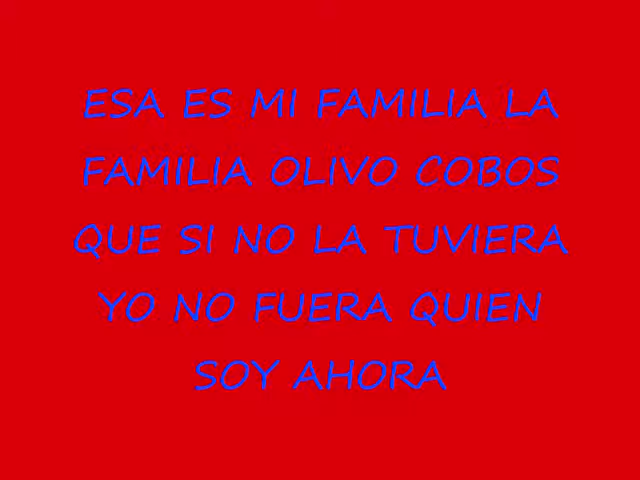 ESA ES MI FAMILIA LA
FAMILIA OLIVO COBOS
QUE SI NO LA TUVIERA
YO NO FUERA QUIEN
SOY AHORA